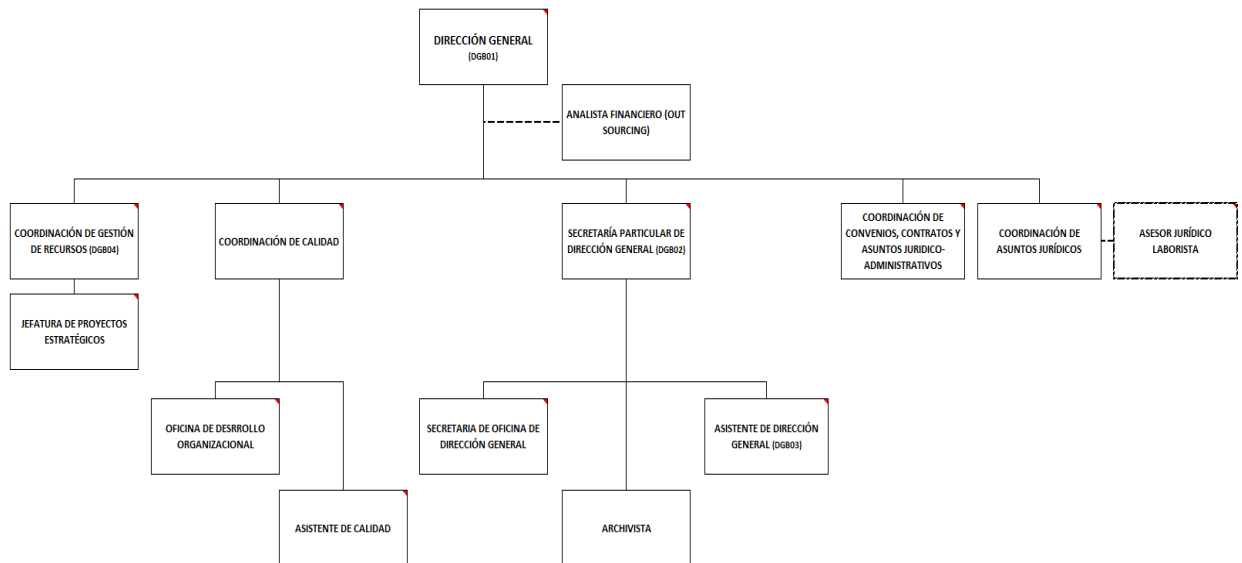 DIRECCIÓN GENERAL
(DGB01)
ANALISTA FINANCIERO (OUT
SOURCING)
COORDINACIÓN DE GESTIÓN
DE RECURSOS (DGB04)
COORDINACIÓN DE CALIDAD
SECRETARÍA PARTICULAR DE
DIRECCIÓN GENERAL (DGB02)
COORDINACIÓN DE
CONVENIOS, CONTRATOS Y
ASUNTOS JURIDICO-
ADMINISTRATIVOS
COORDINACIÓN DE
ASUNTOS JURÍDICOS
ASESOR JURÍDICO
LABORISTA
JEFATURA DE PROYECTOS
ESTRATÉGICOS
OFICINA DE DESRROLLO
ORGANIZACIONAL
SECRETARIA DE OFICINA DE
DIRECCIÓN GENERAL
ASISTENTE DE DIRECCIÓN
GENERAL (DGB03)
ASISTENTE DE CALIDAD
ARCHIVISTA